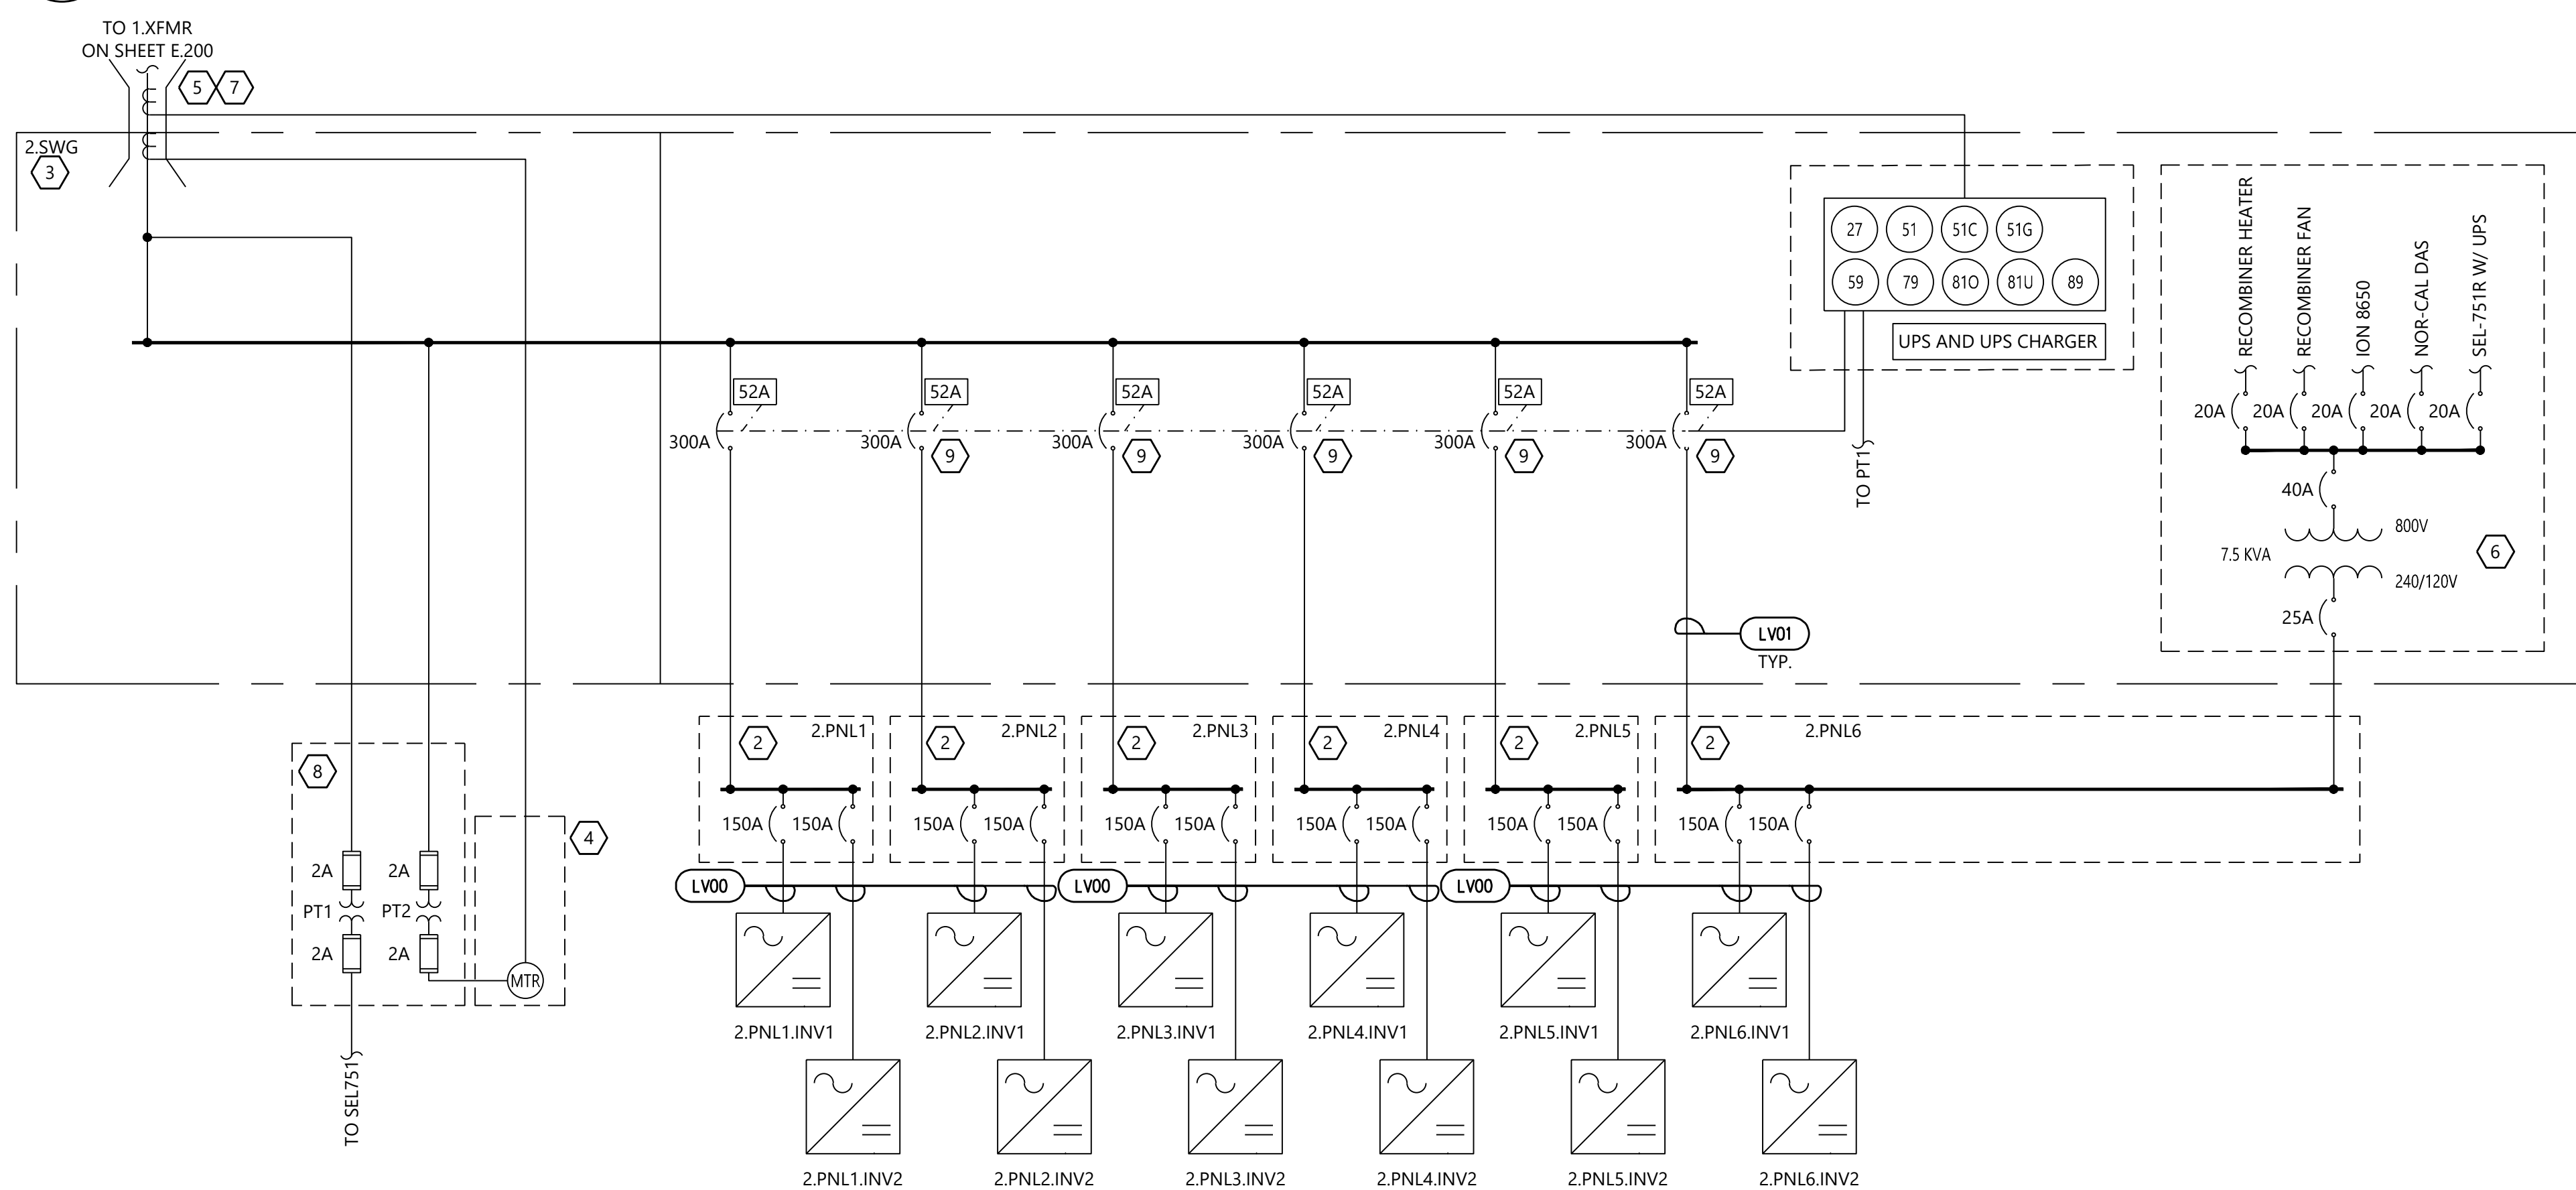 TO 1.XFMR
ON SHEET E.200
5
7
2.SWG
3
27
51
51C
51G
59
79
81O
81U
89
UPS AND UPS CHARGER
RECOMBINER HEATER
RECOMBINER FAN
ION 8650
NOR-CAL DAS
SEL-751R W/ UPS
20A
20A
20A
20A
20A
52A
52A
52A
52A
52A
52A
300A
300A
300A
300A
300A
300A
9
9
9
9
9
TO PT1
40A
800V
7.5 KVA
240/120V
6
25A
LV01
TYP.
2
2.PNL1
2
2.PNL2
2
2.PNL3
2
2.PNL4
2
2.PNL5
2
2.PNL6
8
4
150A
150A
150A
150A
150A
150A
150A
150A
150A
150A
150A
150A
2A
2A
LV00
LV00
LV00
PT1
PT2
2A
2A
MTR
2.PNL1.INV1
2.PNL2.INV1
2.PNL3.INV1
2.PNL4.INV1
2.PNL5.INV1
2.PNL6.INV1
TO SEL751
2.PNL1.INV2
2.PNL2.INV2
2.PNL3.INV2
2.PNL4.INV2
2.PNL5.INV2
2.PNL6.INV2